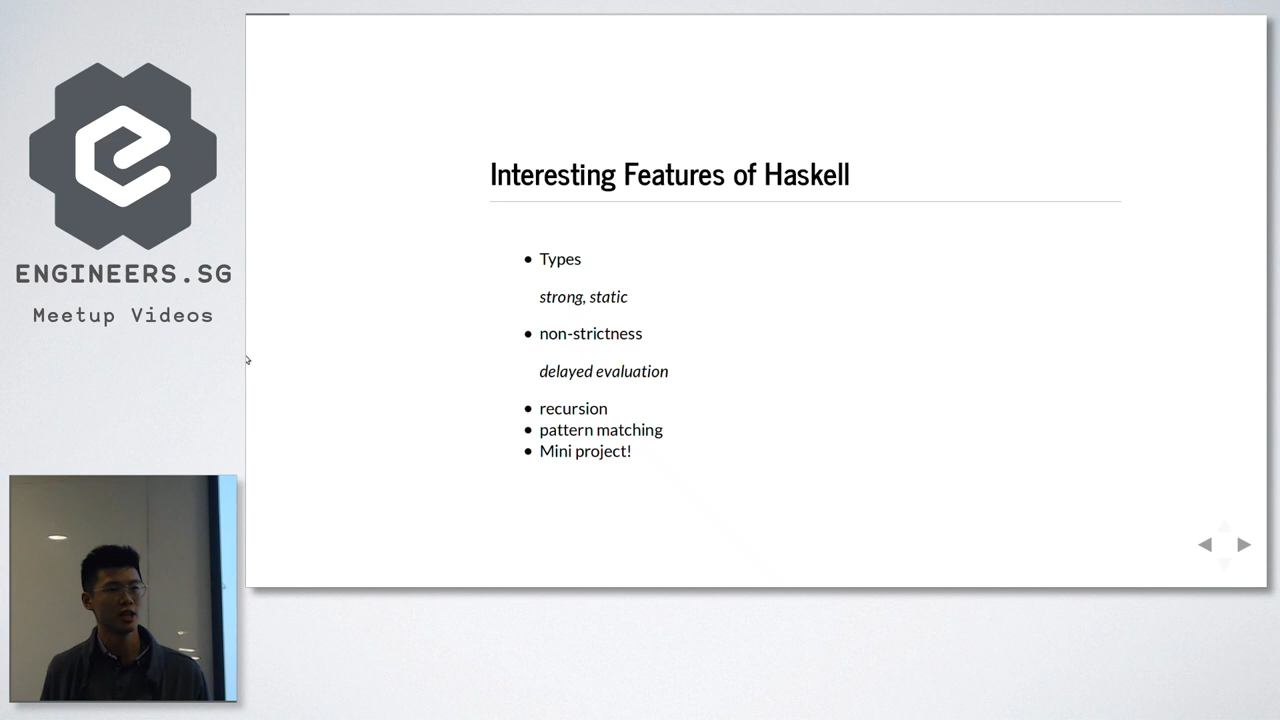 ENGINEERS.SG
Meetup Videos
Interesting Features of Haskell
• Types
strong, static
• non-strictness
delayed evaluation
• recursion
• pattern matching
• Mini project!